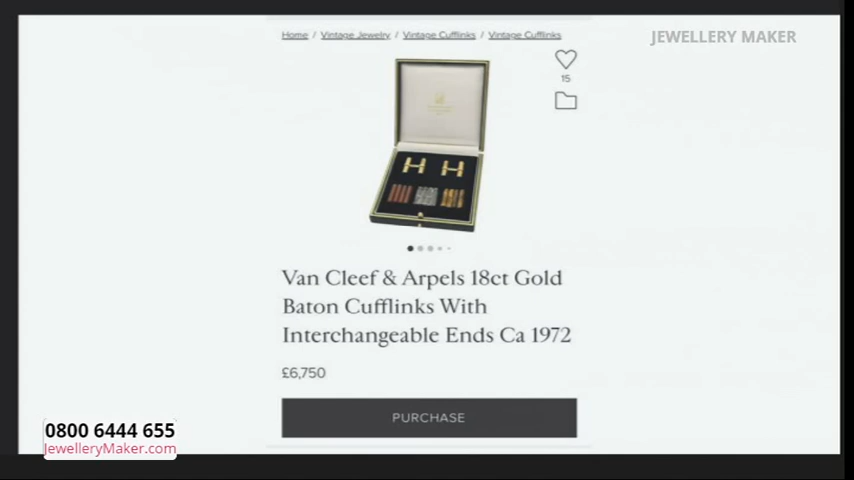 Home / Vintage Jewelry / Vintage Cufflinks / Vintage Cufflinks
JEWELLERY MAKER
15
Van Cleef & Arpels 18ct Gold
Baton Cufflinks With
Interchangeable Ends Ca 1972
£6,750
PURCHASE
0800 6444 655
JewelleryMaker.com